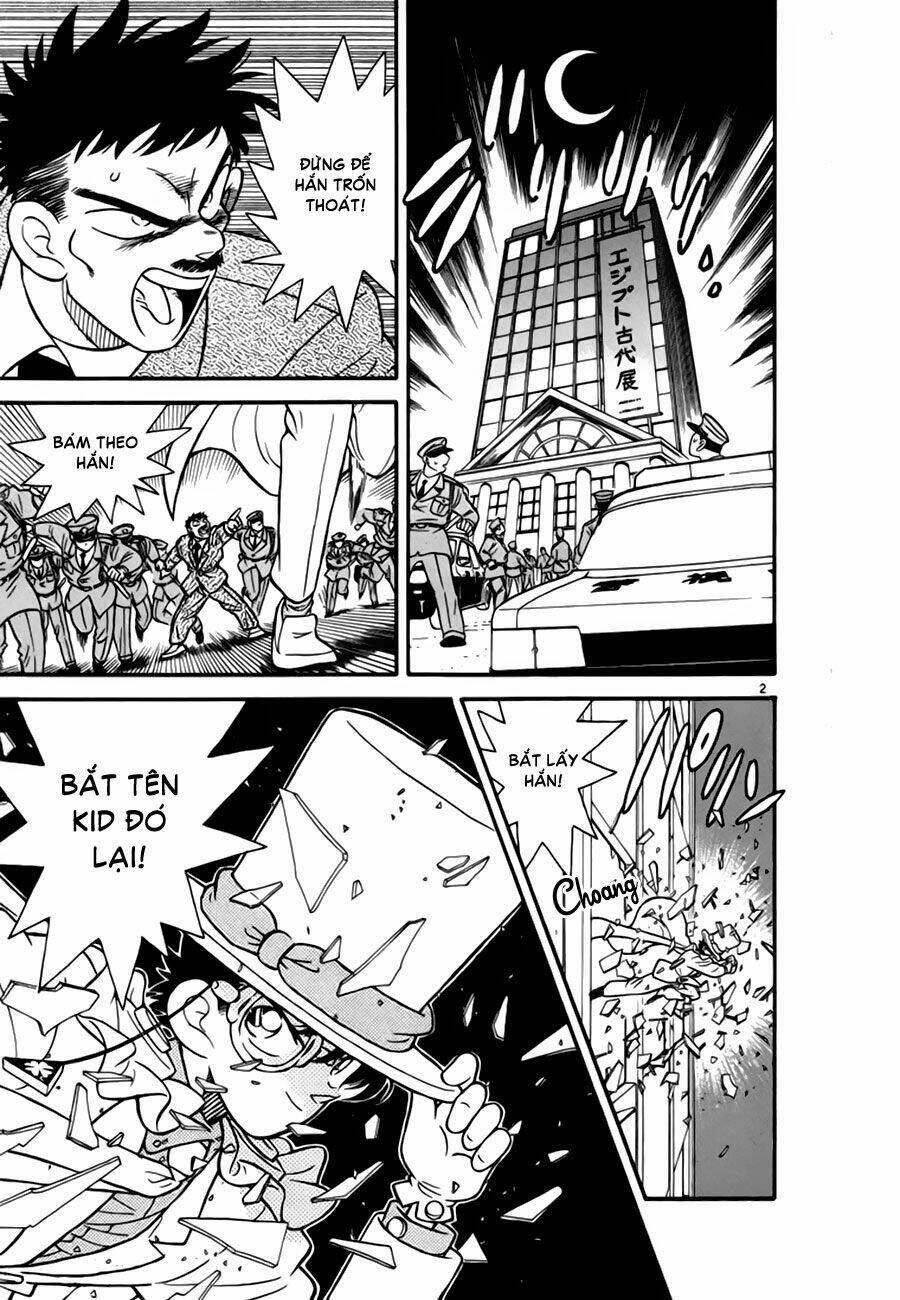 エジプト古代展
ĐỪNG ĐỂ
HẮN TRỐN
THOÁT!
BÁM THEO
HẮN!
2
BẮT LẤY
HẮN!
Choang
BẮT TÊN
KID ĐÓ
LẠI!